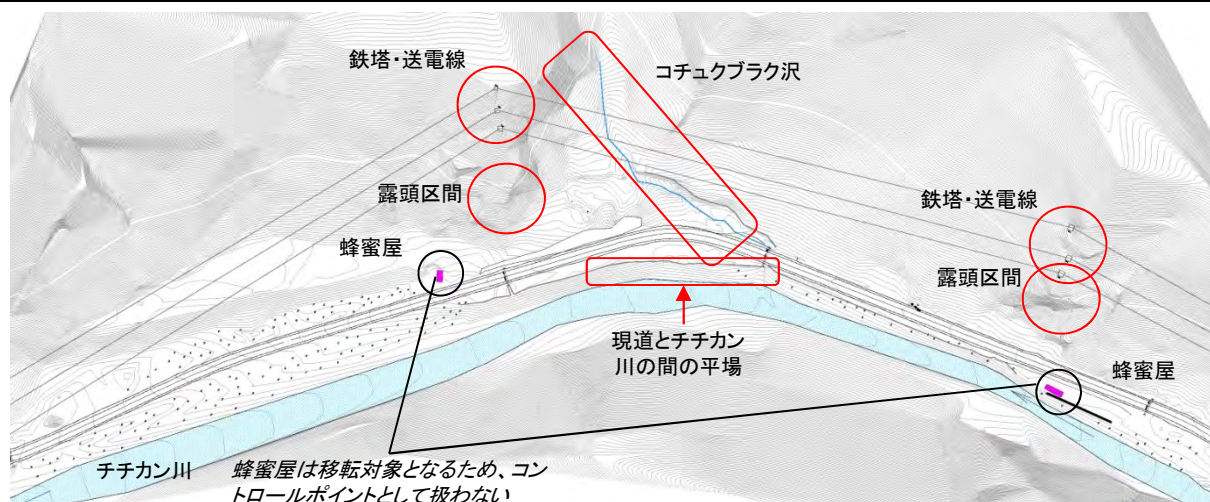 鉄塔・送電線
コチュクブラク沢
露頭区間
鉄塔・送電線
蜂蜜屋
露頭区間
現道とチチカン
川の間の平場
蜂蜜屋
チチカン川
蜂蜜屋は移転対象となるため、コン
トロールポイントとして扱わない